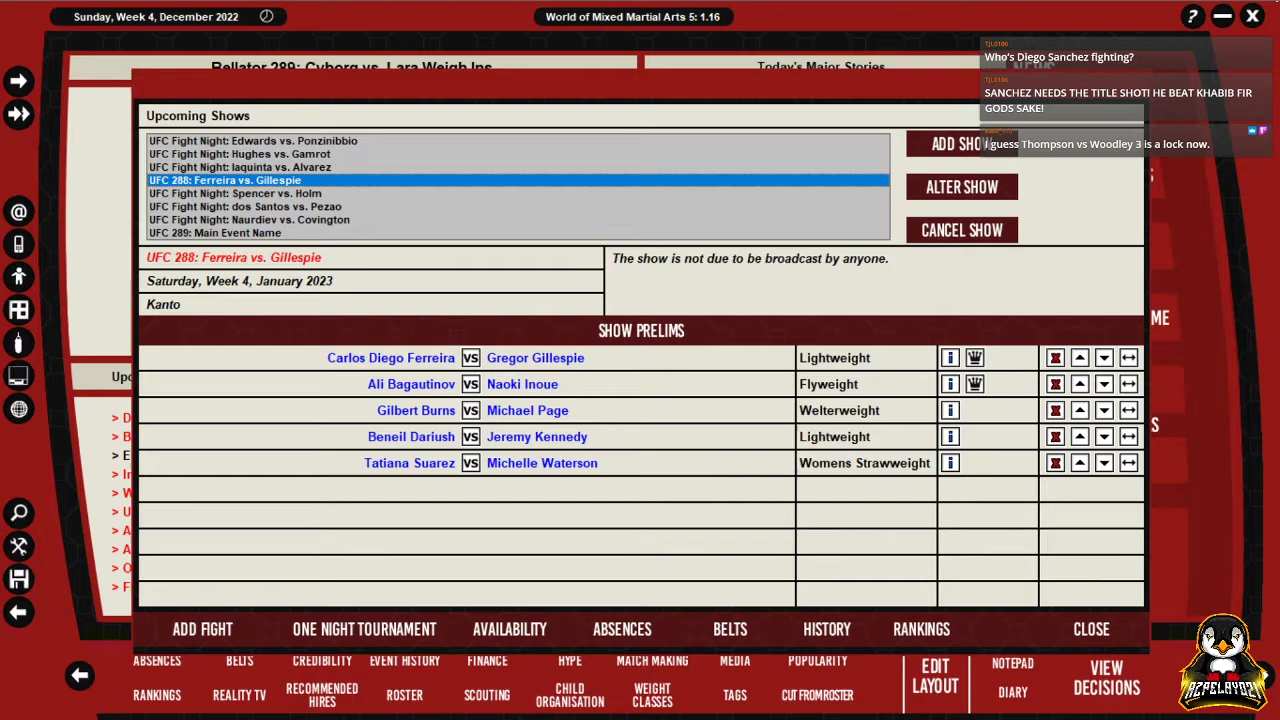 Sunday, Week 4, December 2022
World of Mixed Martial Arts 5: 1.16
?
Bellator 289: Cyborg vs. Lara Weigh Ins
Today's Major Stories
TJL0106
Who's Diego Sanchez fighting?
TJL0106
SANCHEZ NEEDS THE TITLE SHOT! HE BEAT KHABIB FIR
GODS SAKE!
I guess Thompson vs Woodley 3 is a lock now.
Upcoming Shows
UFC Fight Night: Edwards vs. Ponzinibbio
UFC Fight Night: Hughes vs. Gamrot
UFC Fight Night: Iaquinta vs. Alvarez
UFC 288: Ferreira vs. Gillespie
UFC Fight Night: Spencer vs. Holm
UFC Fight Night: dos Santos vs. Pezao
UFC Fight Night: Naurdiev vs. Covington
UFC 289: Main Event Name
ADD SHOW
ALTER SHOW
CANCEL SHOW
UFC 288: Ferreira vs. Gillespie
The show is not due to be broadcast by anyone.
Saturday, Week 4, January 2023
Kanto
SHOW PRELIMS
Carlos Diego Ferreira VS Gregor Gillespie Lightweight i X
Ali Bagautinov VS Naoki Inoue Flyweight i X
Gilbert Burns VS Michael Page Welterweight i X
Beneil Dariush VS Jeremy Kennedy Lightweight i X
Tatiana Suarez VS Michelle Waterson Womens Strawweight i X
ME
S
Upc
> D
> B
> E
> In
> W
> U
> A
> A
> O
> F
ADD FIGHT ONE NIGHT TOURNAMENT AVAILABILITY ABSENCES BELTS HISTORY RANKINGS CLOSE
ABSENCES BELTS CREDIBILITY EVENT HISTORY FINANCE HYPE MATCH MAKING MEDIA POPULARITY
RANKINGS REALITY TV RECOMMENDED HIRES ROSTER SCOUTING CHILD ORGANISATION WEIGHT CLASSES TAGS CUT FROM ROSTER
EDIT LAYOUT
NOTEPAD
DIARY
VIEW DECISIONS
ACPELAYO21